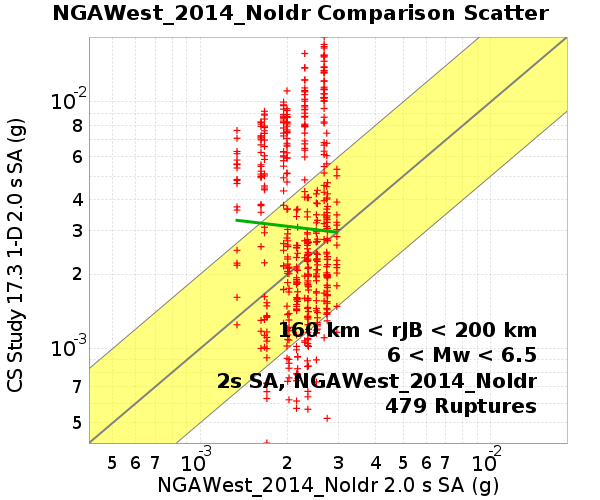 NGAWest_2014_NoIdr Comparison Scatter
CS Study 17.3 1-D 2.0 s SA (g)
10-2
8
6
4
3
2
10-3
7
5
160 km < rJB < 200 km
6 < Mw < 6.5
2s SA, NGAWest_2014_NoIdr
479 Ruptures
5 6 7 10-3 2 3 4 5 6 7 10-2
NGAWest_2014_NoIdr 2.0 s SA (g)